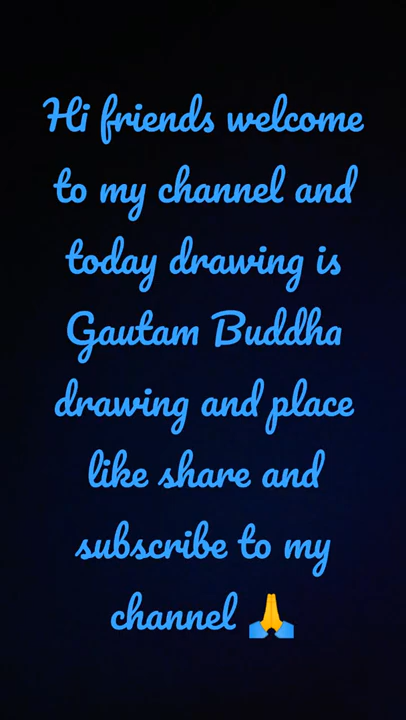 Hi friends welcome
to my channel and
today drawing is
Gautam Buddha
drawing and place
like share and
subscribe to my
channel 🙏